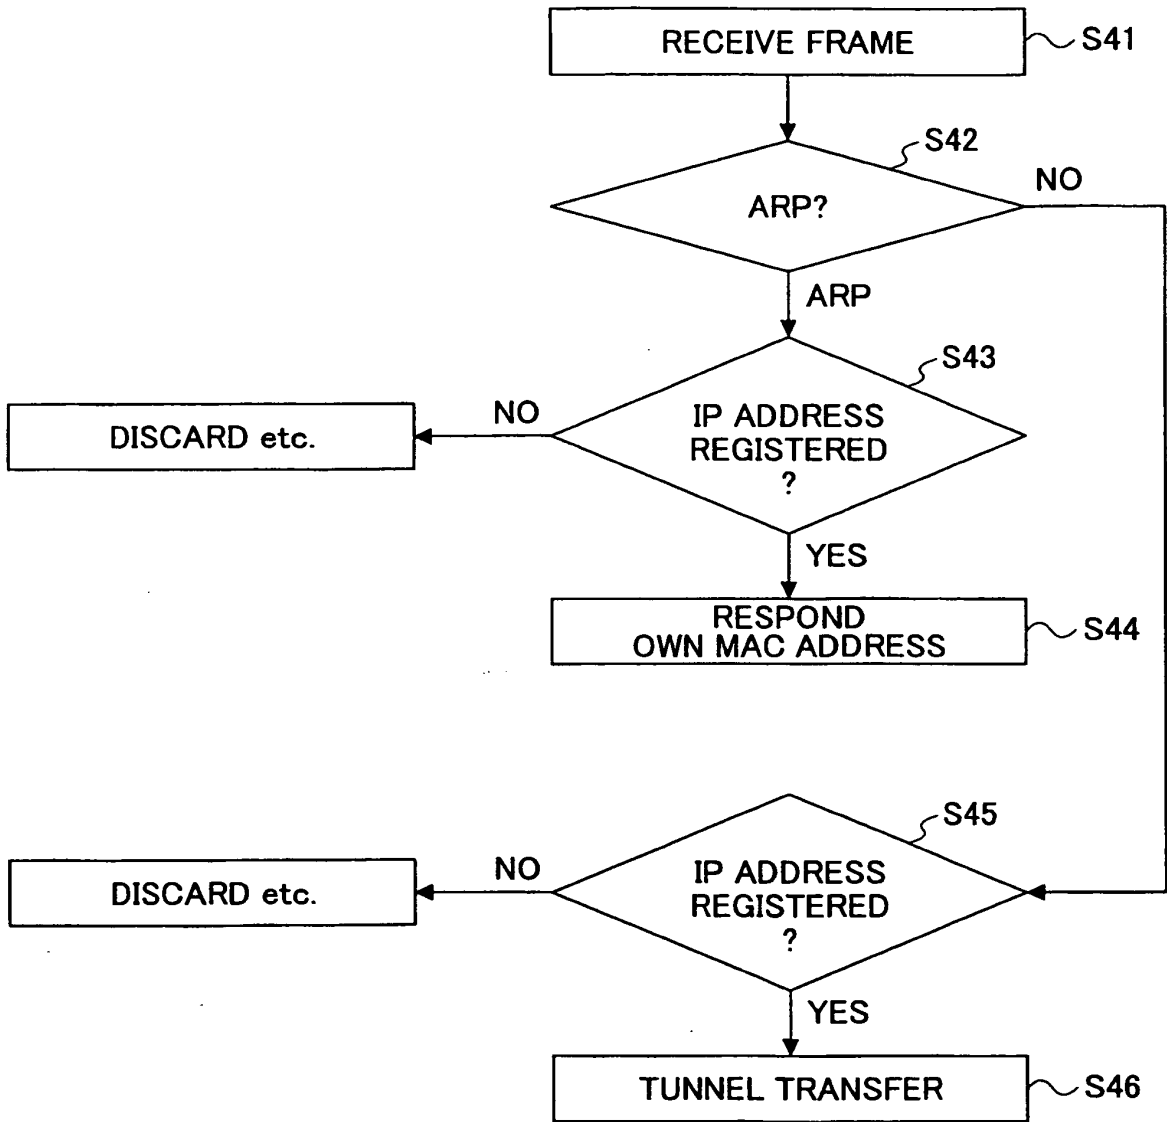 RECEIVE FRAME
S41
S42
ARP?
NO
ARP
S43
IP ADDRESS
REGISTERED
?
NO
DISCARD etc.
YES
RESPOND
OWN MAC ADDRESS
S44
S45
IP ADDRESS
REGISTERED
?
NO
DISCARD etc.
YES
TUNNEL TRANSFER
S46